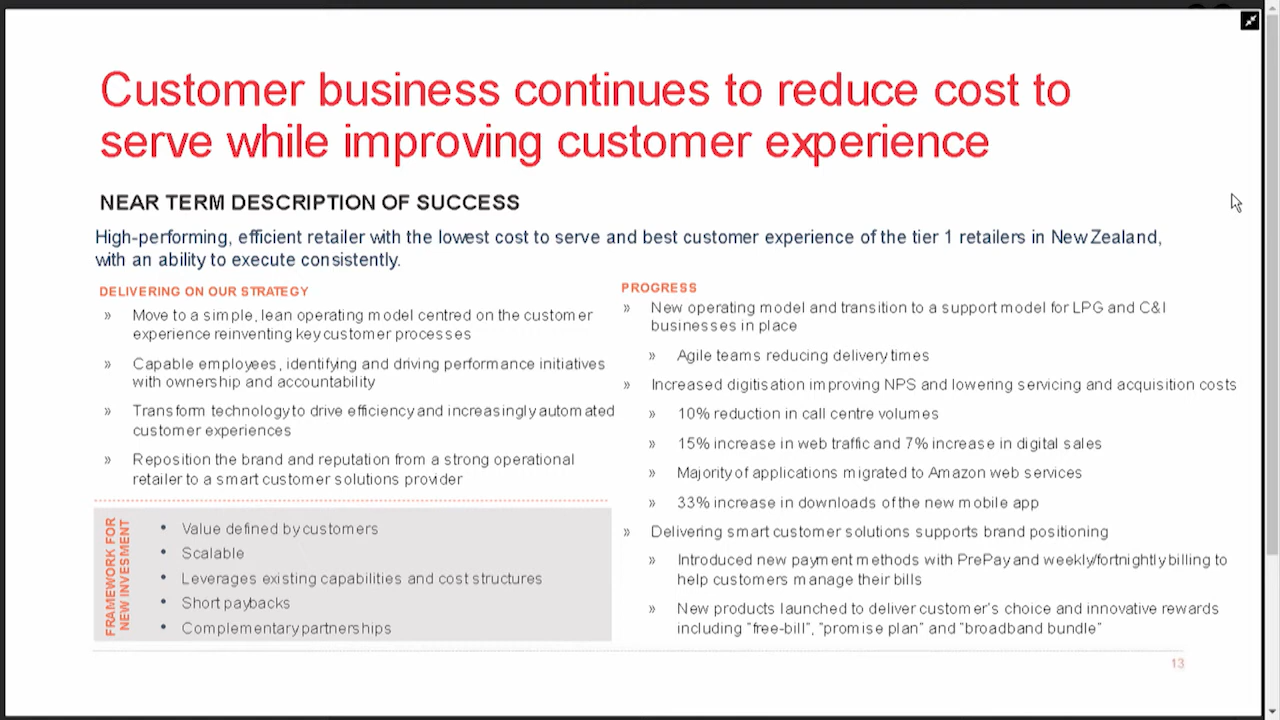 Customer business continues to reduce cost to
serve while improving customer experience
NEAR TERM DESCRIPTION OF SUCCESS
High-performing, efficient retailer with the lowest cost to serve and best customer experience of the tier 1 retailers in New Zealand,
with an ability to execute consistently.
DELIVERING ON OUR STRATEGY
» Move to a simple, lean operating model centred on the customer
experience reinventing key customer processes
» Capable employees, identifying and driving performance initiatives
with ownership and accountability
» Transform technology to drive efficiency and increasingly automated
customer experiences
» Reposition the brand and reputation from a strong operational
retailer to a smart customer solutions provider
FRAMEWORK FOR
NEW INVESMENT
• Value defined by customers
• Scalable
• Leverages existing capabilities and cost structures
• Short paybacks
• Complementary partnerships
PROGRESS
» New operating model and transition to a support model for LPG and C&I
businesses in place
» Agile teams reducing delivery times
» Increased digitisation improving NPS and lowering servicing and acquisition costs
» 10% reduction in call centre volumes
» 15% increase in web traffic and 7% increase in digital sales
» Majority of applications migrated to Amazon web services
» 33% increase in downloads of the new mobile app
» Delivering smart customer solutions supports brand positioning
» Introduced new payment methods with PrePay and weekly/fortnightly billing to
help customers manage their bills
» New products launched to deliver customer's choice and innovative rewards
including "free-bill", "promise plan" and "broadband bundle"
13